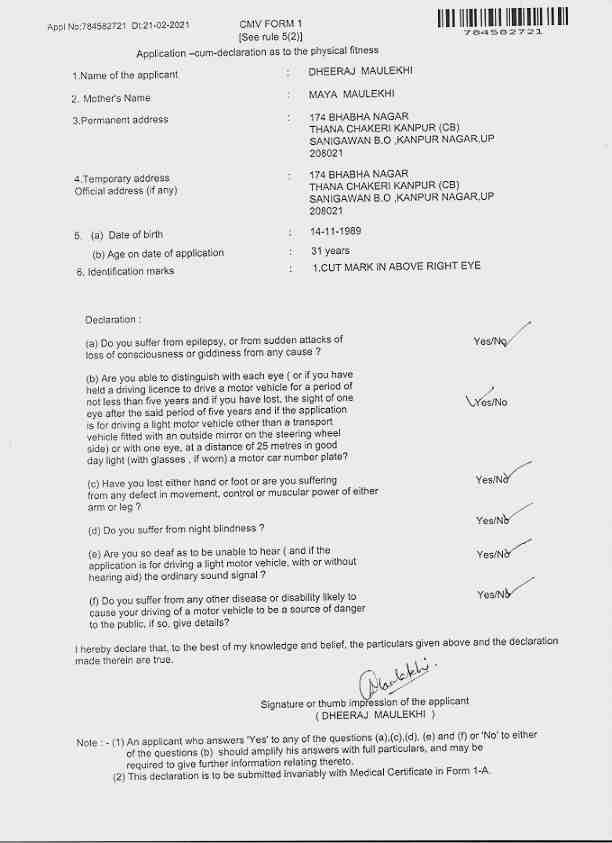 Appl No:784582721 Dt:21-02-2021
CMV FORM 1
[See rule 5(2)]
784582721
Application –cum-declaration as to the physical fitness
1.Name of the applicant : DHEERAJ MAULEKHI
2. Mother's Name : MAYA MAULEKHI
3.Permanent address : 174 BHABHA NAGAR
THANA CHAKERI KANPUR (CB)
SANIGAWAN B.O ,KANPUR NAGAR,UP
208021
4.Temporary address : 174 BHABHA NAGAR
Official address (if any) THANA CHAKERI KANPUR (CB)
SANIGAWAN B.O ,KANPUR NAGAR,UP
208021
5. (a) Date of birth : 14-11-1989
(b) Age on date of application : 31 years
6. Identification marks : 1.CUT MARK IN ABOVE RIGHT EYE
Declaration :
(a) Do you suffer from epilepsy, or from sudden attacks of Yes/No
loss of consciousness or giddiness from any cause ?
(b) Are you able to distinguish with each eye ( or if you have
held a driving licence to drive a motor vehicle for a period of
not less than five years and if you have lost, the sight of one Yes/No
eye after the said period of five years and if the application
is for driving a light motor vehicle other than a transport
vehicle fitted with an outside mirror on the steering wheel
side) or with one eye, at a distance of 25 metres in good
day light (with glasses , if worn) a motor car number plate?
(c) Have you lost either hand or foot or are you suffering Yes/No
from any defect in movement, control or muscular power of either
arm or leg ?
(d) Do you suffer from night blindness ? Yes/No
(e) Are you so deaf as to be unable to hear ( and if the Yes/No
application is for driving a light motor vehicle, with or without
hearing aid) the ordinary sound signal ?
(f) Do you suffer from any other disease or disability likely to Yes/No
cause your driving of a motor vehicle to be a source of danger
to the public, if so, give details?
I hereby declare that, to the best of my knowledge and belief, the particulars given above and the declaration
made therein are true.
Maulekhi.
Signature or thumb impression of the applicant
( DHEERAJ MAULEKHI )
Note : - (1) An applicant who answers 'Yes' to any of the questions (a),(c),(d), (e) and (f) or 'No' to either
of the questions (b) should amplify his answers with full particulars, and may be
required to give further information relating thereto.
(2) This declaration is to be submitted invariably with Medical Certificate in Form 1-A.